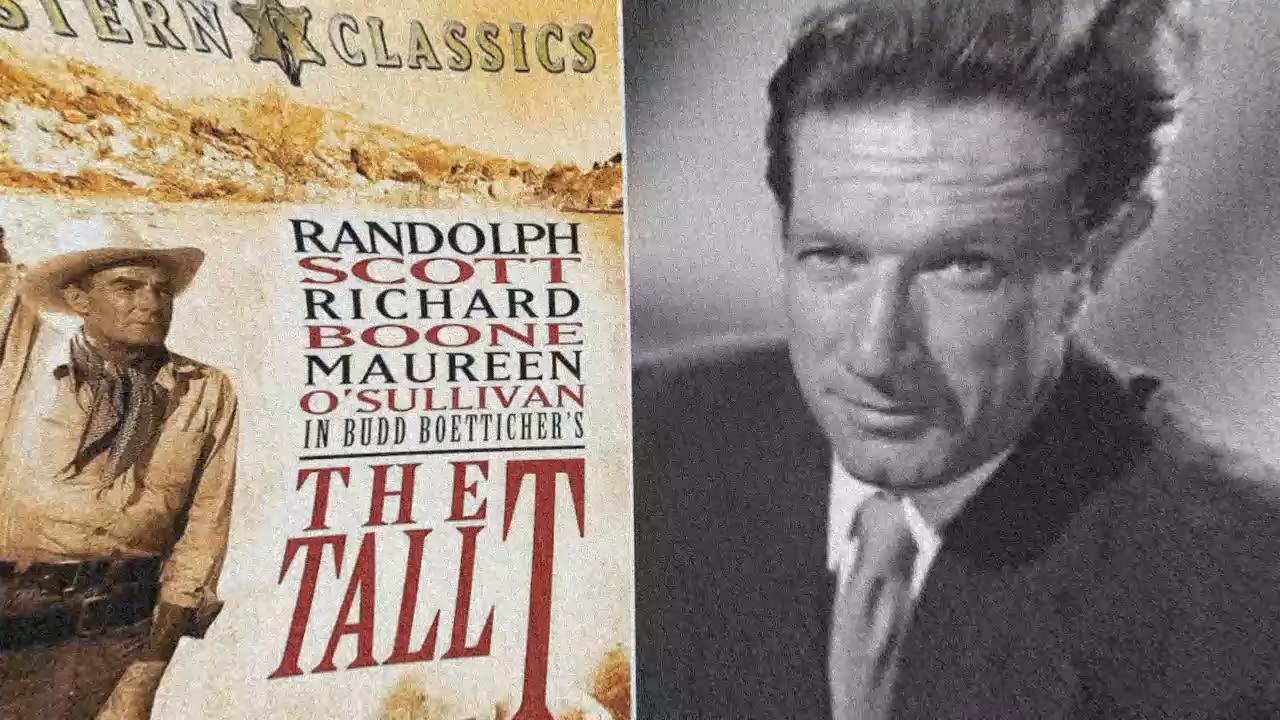 STERN CLASSICS
RANDOLPH
SCOTT
RICHARD
BOONE
MAUREEN
O'SULLIVAN
IN BUDD BOETTICHER'S
THE
TALL T